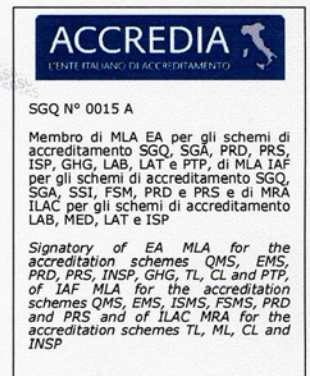 ACCREDIA
L'ENTE ITALIANO DI ACCREDITAMENTO
SGQ N° 0015 A
Membro di MLA EA per gli schemi di
accreditamento SGQ, SGA, PRD, PRS,
ISP, GHG, LAB, LAT e PTP, di MLA IAF
per gli schemi di accreditamento SGQ,
SGA, SSI, FSM, PRD e PRS e di MRA
ILAC per gli schemi di accreditamento
LAB, MED, LAT e ISP
Signatory of EA MLA for the
accreditation schemes QMS, EMS,
PRD, PRS, INSP, GHG, TL, CL and PTP,
of IAF MLA for the accreditation
schemes QMS, EMS, ISMS, FSMS, PRD
and PRS and of ILAC MRA for the
accreditation schemes TL, ML, CL and
INSP